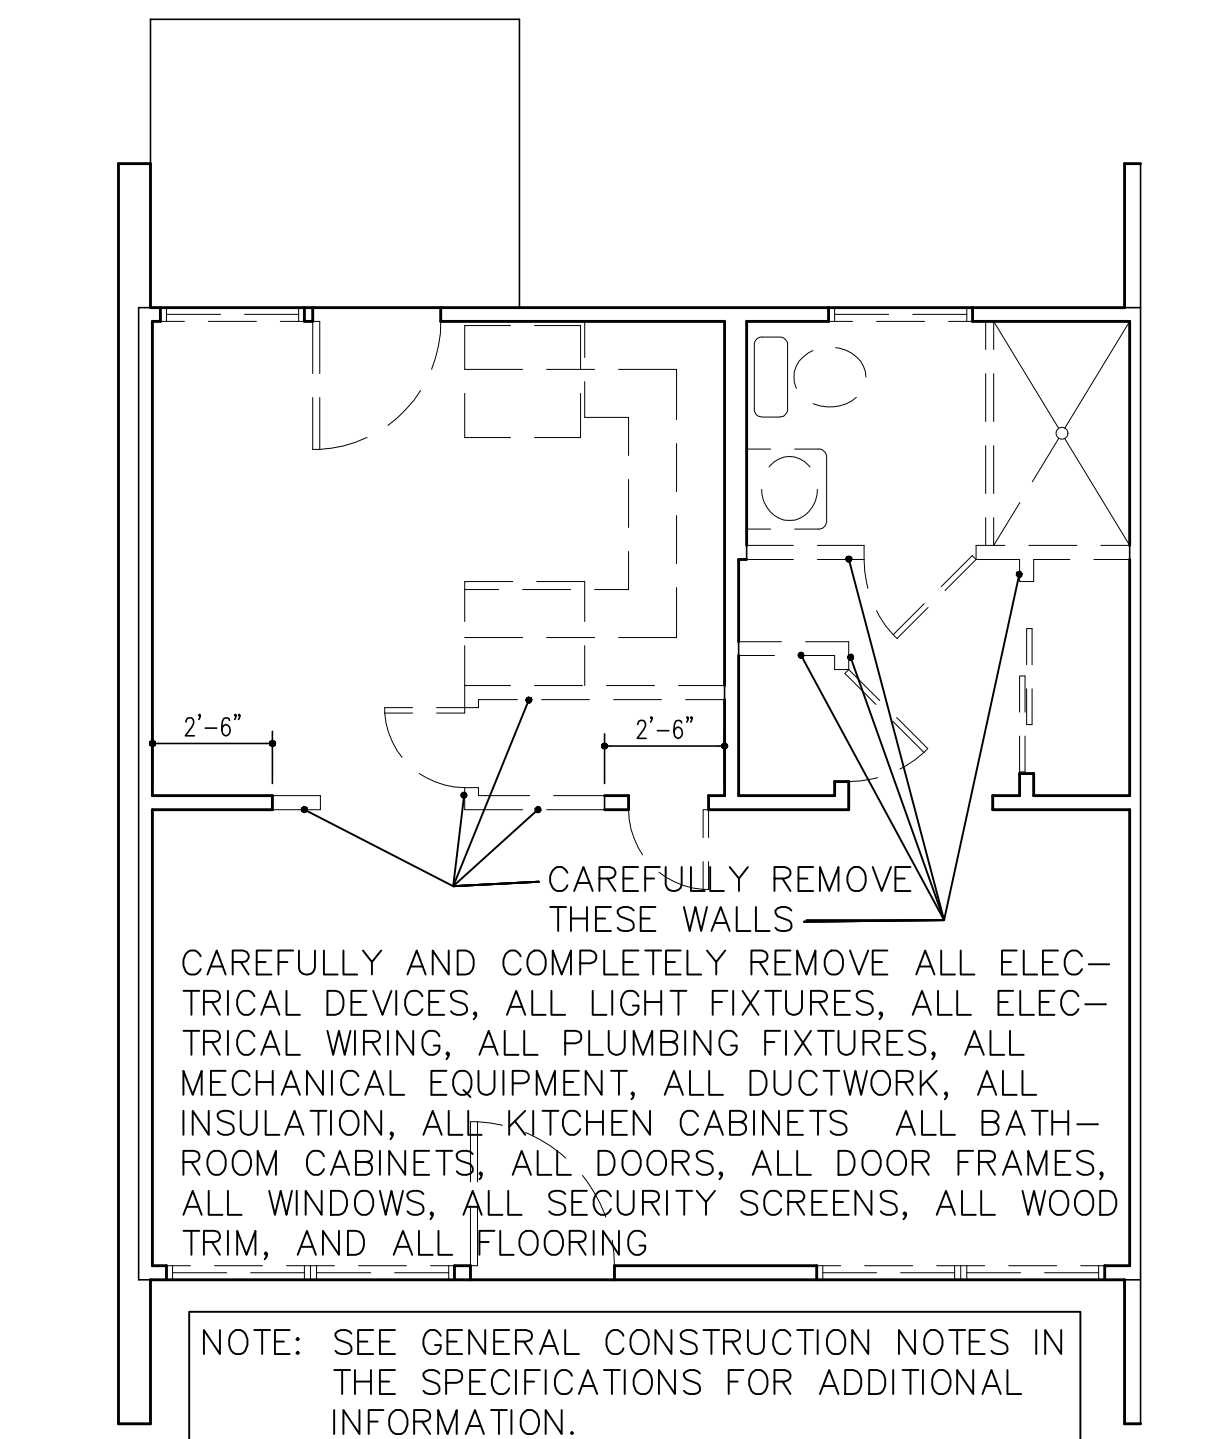 2'-6"
2'-6"
CAREFULLY REMOVE
THESE WALLS
CAREFULLY AND COMPLETELY REMOVE ALL ELEC-
TRICAL DEVICES, ALL LIGHT FIXTURES, ALL ELEC-
TRICAL WIRING, ALL PLUMBING FIXTURES, ALL
MECHANICAL EQUIPMENT, ALL DUCTWORK, ALL
INSULATION, ALL KITCHEN CABINETS ALL BATH-
ROOM CABINETS, ALL DOORS, ALL DOOR FRAMES,
ALL WINDOWS, ALL SECURITY SCREENS, ALL WOOD
TRIM, AND ALL FLOORING
NOTE: SEE GENERAL CONSTRUCTION NOTES IN
THE SPECIFICATIONS FOR ADDITIONAL
INFORMATION.